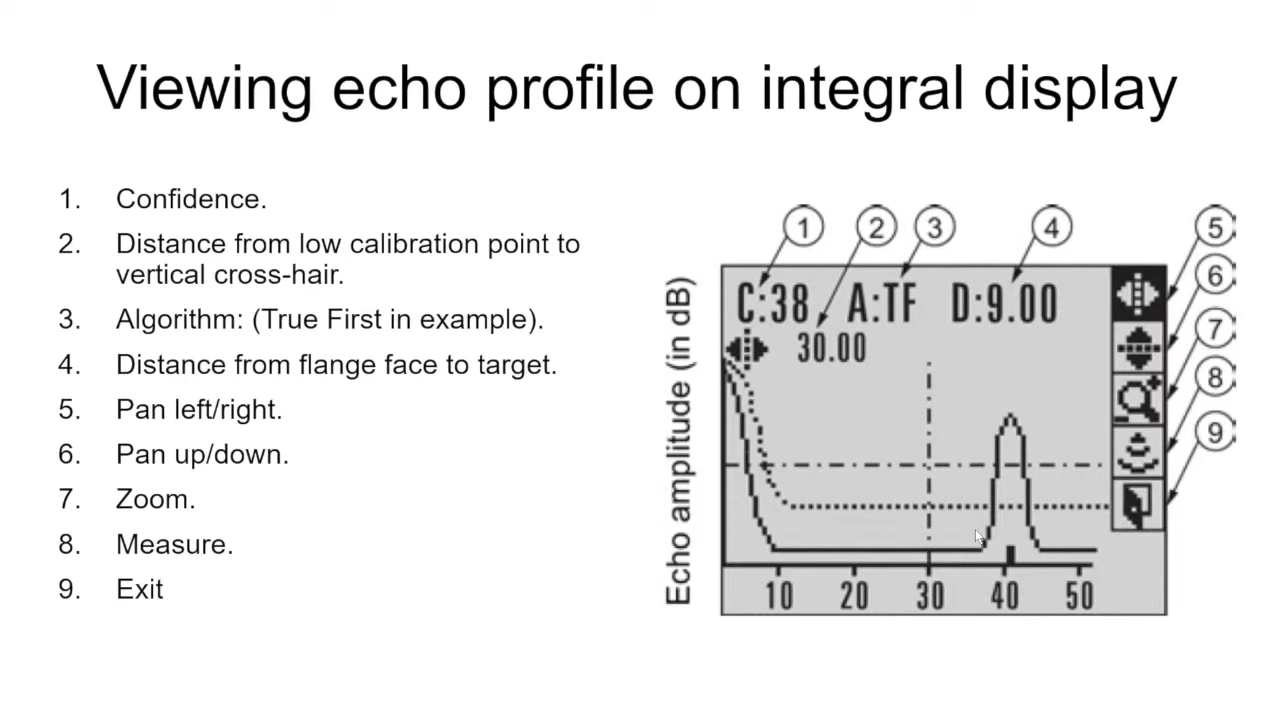 Viewing echo profile on integral display
1. Confidence.
2. Distance from low calibration point to
vertical cross-hair.
3. Algorithm: (True First in example).
4. Distance from flange face to target.
5. Pan left/right.
6. Pan up/down.
7. Zoom.
8. Measure.
9. Exit
1 2 3 4 5
6
7
8
9
C:38 A:TF D:9.00
30.00
Echo amplitude (in dB)
10 20 30 40 50